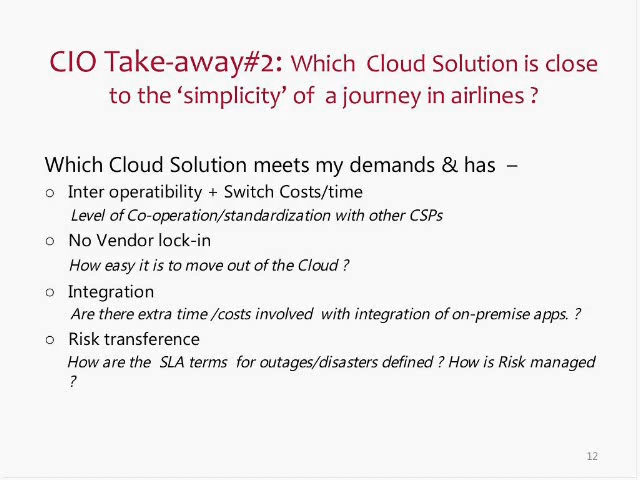 CIO Take-away#2: Which Cloud Solution is close
to the ‘simplicity’ of a journey in airlines ?
Which Cloud Solution meets my demands & has –
○ Inter operatibility + Switch Costs/time
Level of Co-operation/standardization with other CSPs
○ No Vendor lock-in
How easy it is to move out of the Cloud ?
○ Integration
Are there extra time /costs involved with integration of on-premise apps. ?
○ Risk transference
How are the SLA terms for outages/disasters defined ? How is Risk managed
?
12